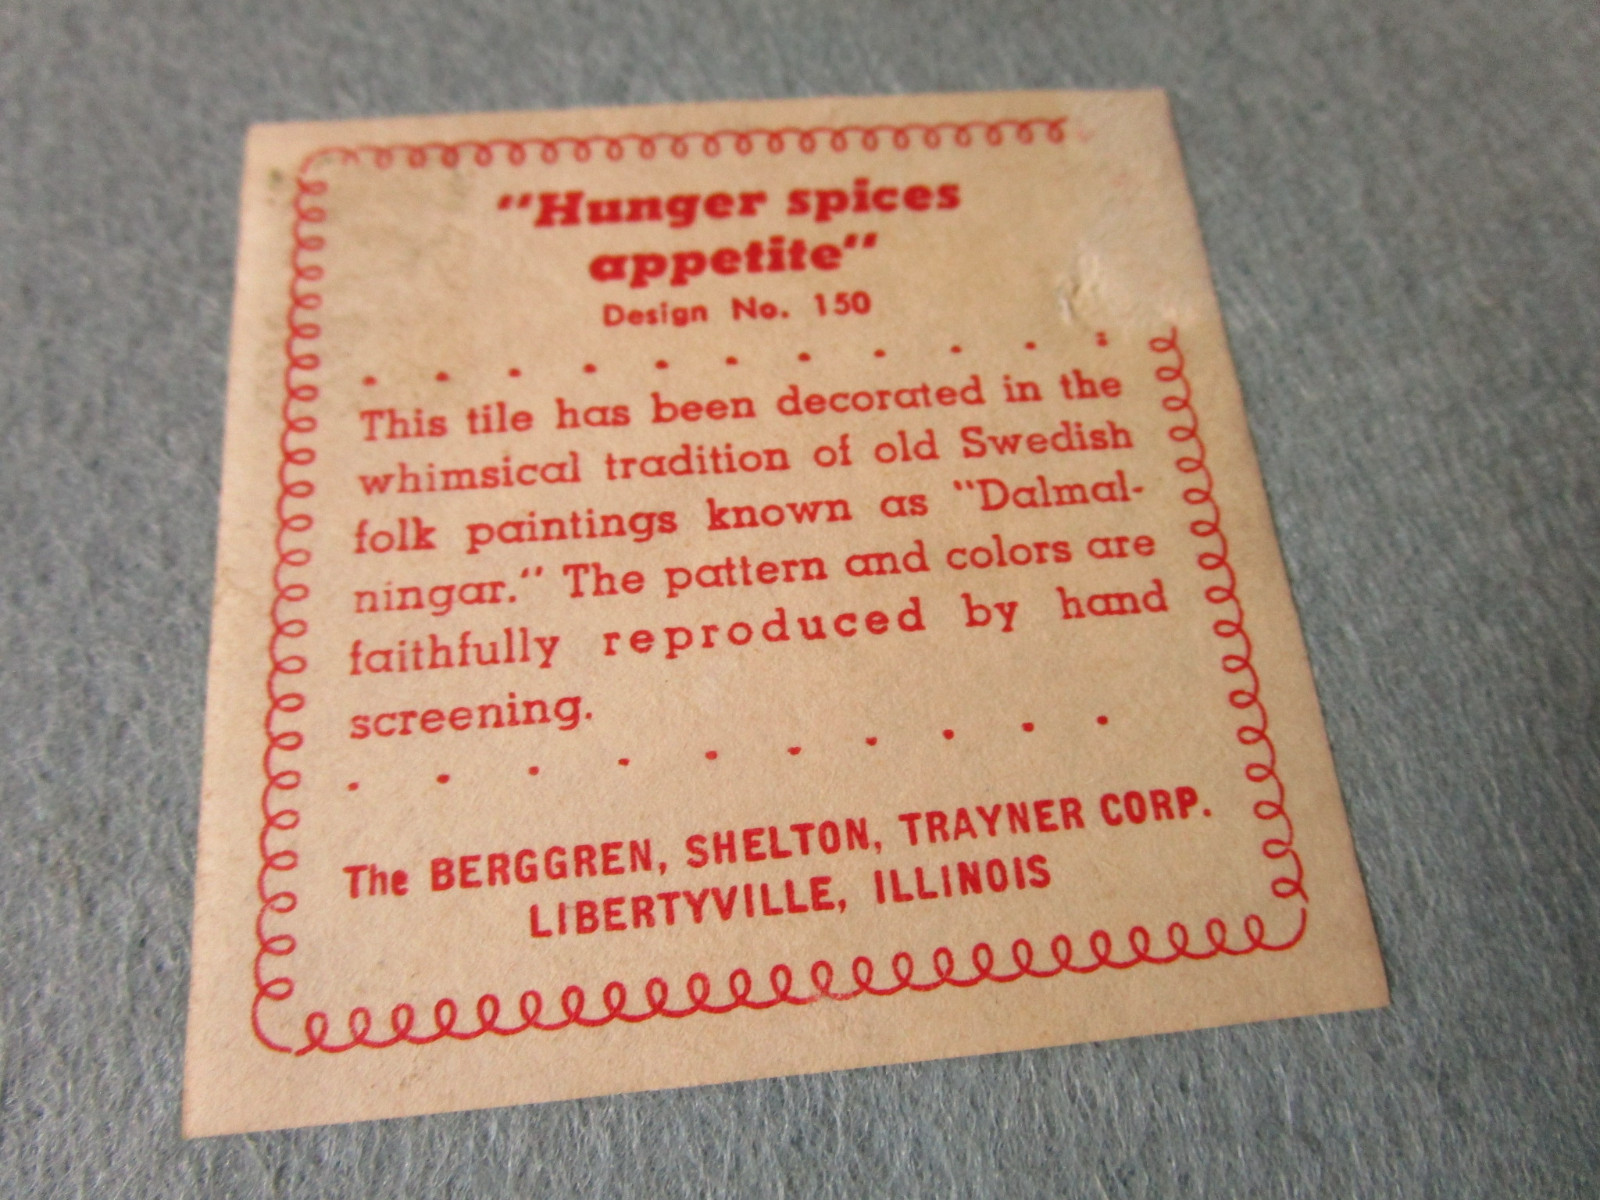 "Hunger spices
appetite"
Design No. 150
This tile has been decorated in the
whimsical tradition of old Swedish
folk paintings known as "Dalmal-
ningar." The pattern and colors are
faithfully reproduced by hand
screening.
The BERGGREN, SHELTON, TRAYNER CORP.
LIBERTYVILLE, ILLINOIS